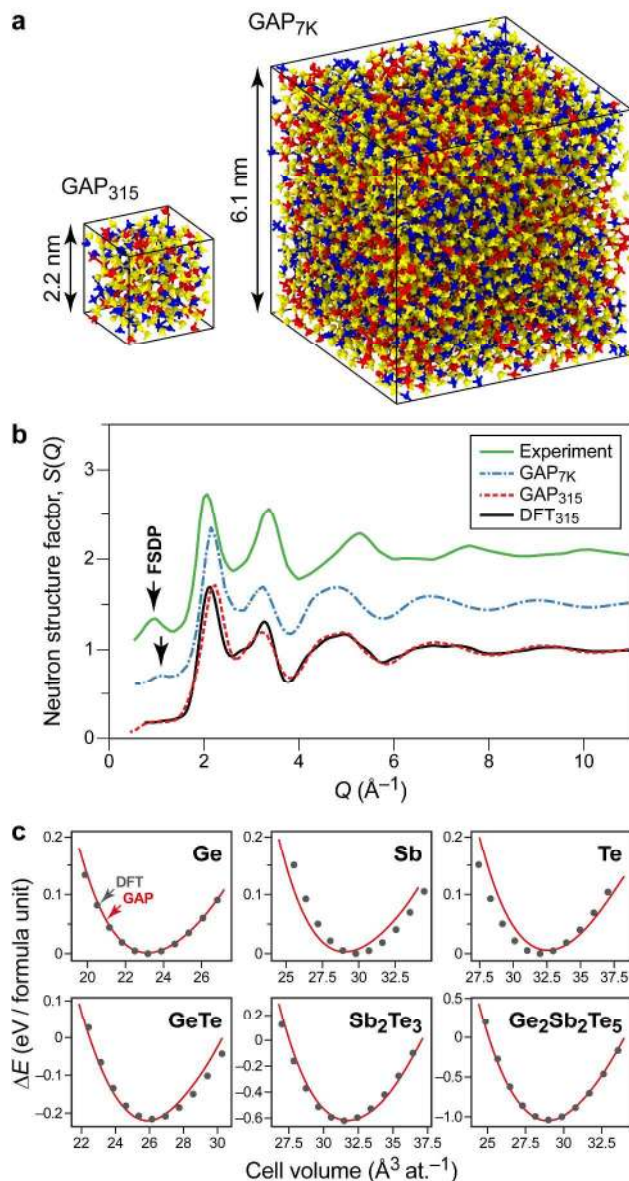 a
GAP7K
GAP315
6.1 nm
2.2 nm
b
Neutron structure factor, S(Q)
3
2
1
0
FSDP
Experiment
GAP7K
GAP315
DFT315
0 2 4 6 8 10
Q (Å–1)
c
ΔE (eV / formula unit)
0.2
0.1
0
Ge
DFT
GAP
20 22 24 26
0.2
0.1
0
Sb
25 27.5 30 32.5
0.2
0.1
0
Te
27.5 30 32.5 35 37.5
0.1
0
–0.1
–0.2
GeTe
22 24 26 28 30
0.2
0
–0.2
–0.4
–0.6
Sb2Te3
27.5 30 32.5 35 37.5
0.5
0
–0.5
–1.0
Ge2Sb2Te5
25 27.5 30 32.5
Cell volume (Å3 at.–1)